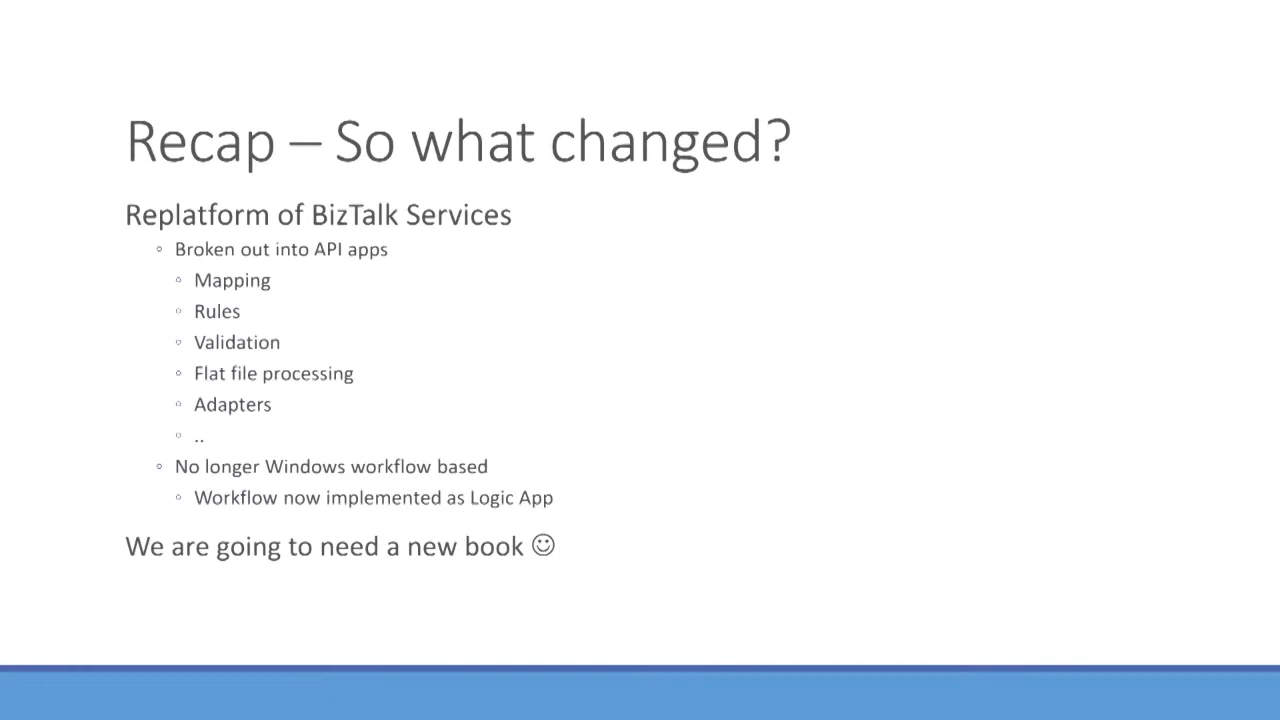 Recap – So what changed?
Replatform of BizTalk Services
◦ Broken out into API apps
◦ Mapping
◦ Rules
◦ Validation
◦ Flat file processing
◦ Adapters
◦ ..
◦ No longer Windows workflow based
◦ Workflow now implemented as Logic App
We are going to need a new book ☺